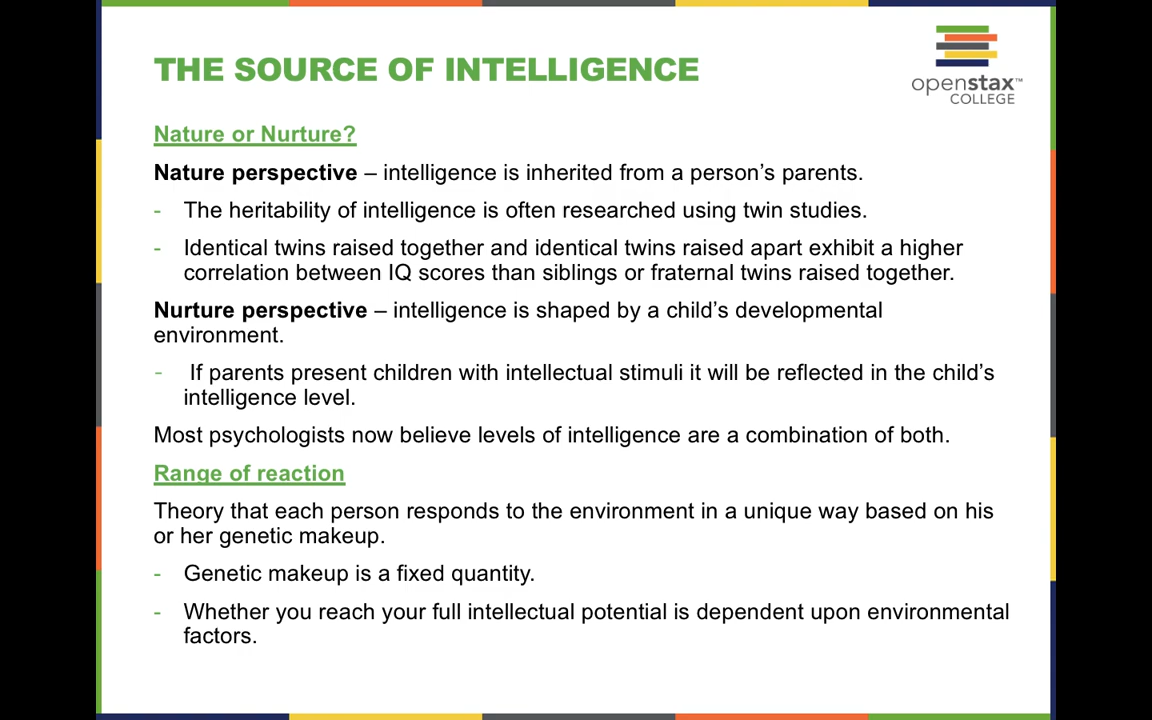 THE SOURCE OF INTELLIGENCE
openstax™
COLLEGE
Nature or Nurture?
Nature perspective – intelligence is inherited from a person’s parents.
- The heritability of intelligence is often researched using twin studies.
- Identical twins raised together and identical twins raised apart exhibit a higher
correlation between IQ scores than siblings or fraternal twins raised together.
Nurture perspective – intelligence is shaped by a child’s developmental
environment.
- If parents present children with intellectual stimuli it will be reflected in the child’s
intelligence level.
Most psychologists now believe levels of intelligence are a combination of both.
Range of reaction
Theory that each person responds to the environment in a unique way based on his
or her genetic makeup.
- Genetic makeup is a fixed quantity.
- Whether you reach your full intellectual potential is dependent upon environmental
factors.